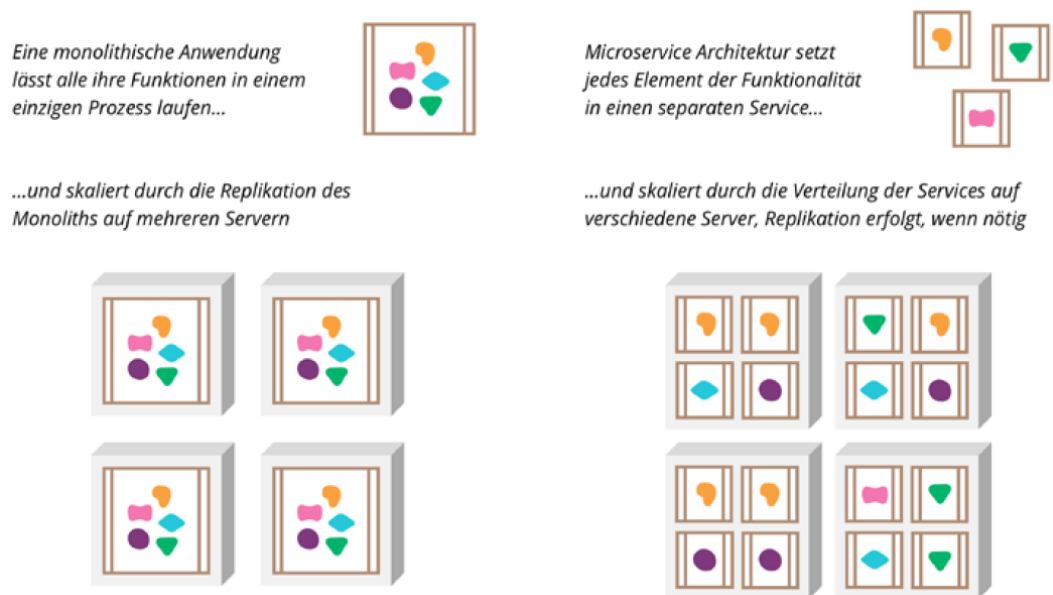 Eine monolithische Anwendung
lässt alle ihre Funktionen in einem
einzigen Prozess laufen...
...und skaliert durch die Replikation des
Monoliths auf mehreren Servern
Microservice Architektur setzt
jedes Element der Funktionalität
in einen separaten Service...
...und skaliert durch die Verteilung der Services auf
verschiedene Server, Replikation erfolgt, wenn nötig